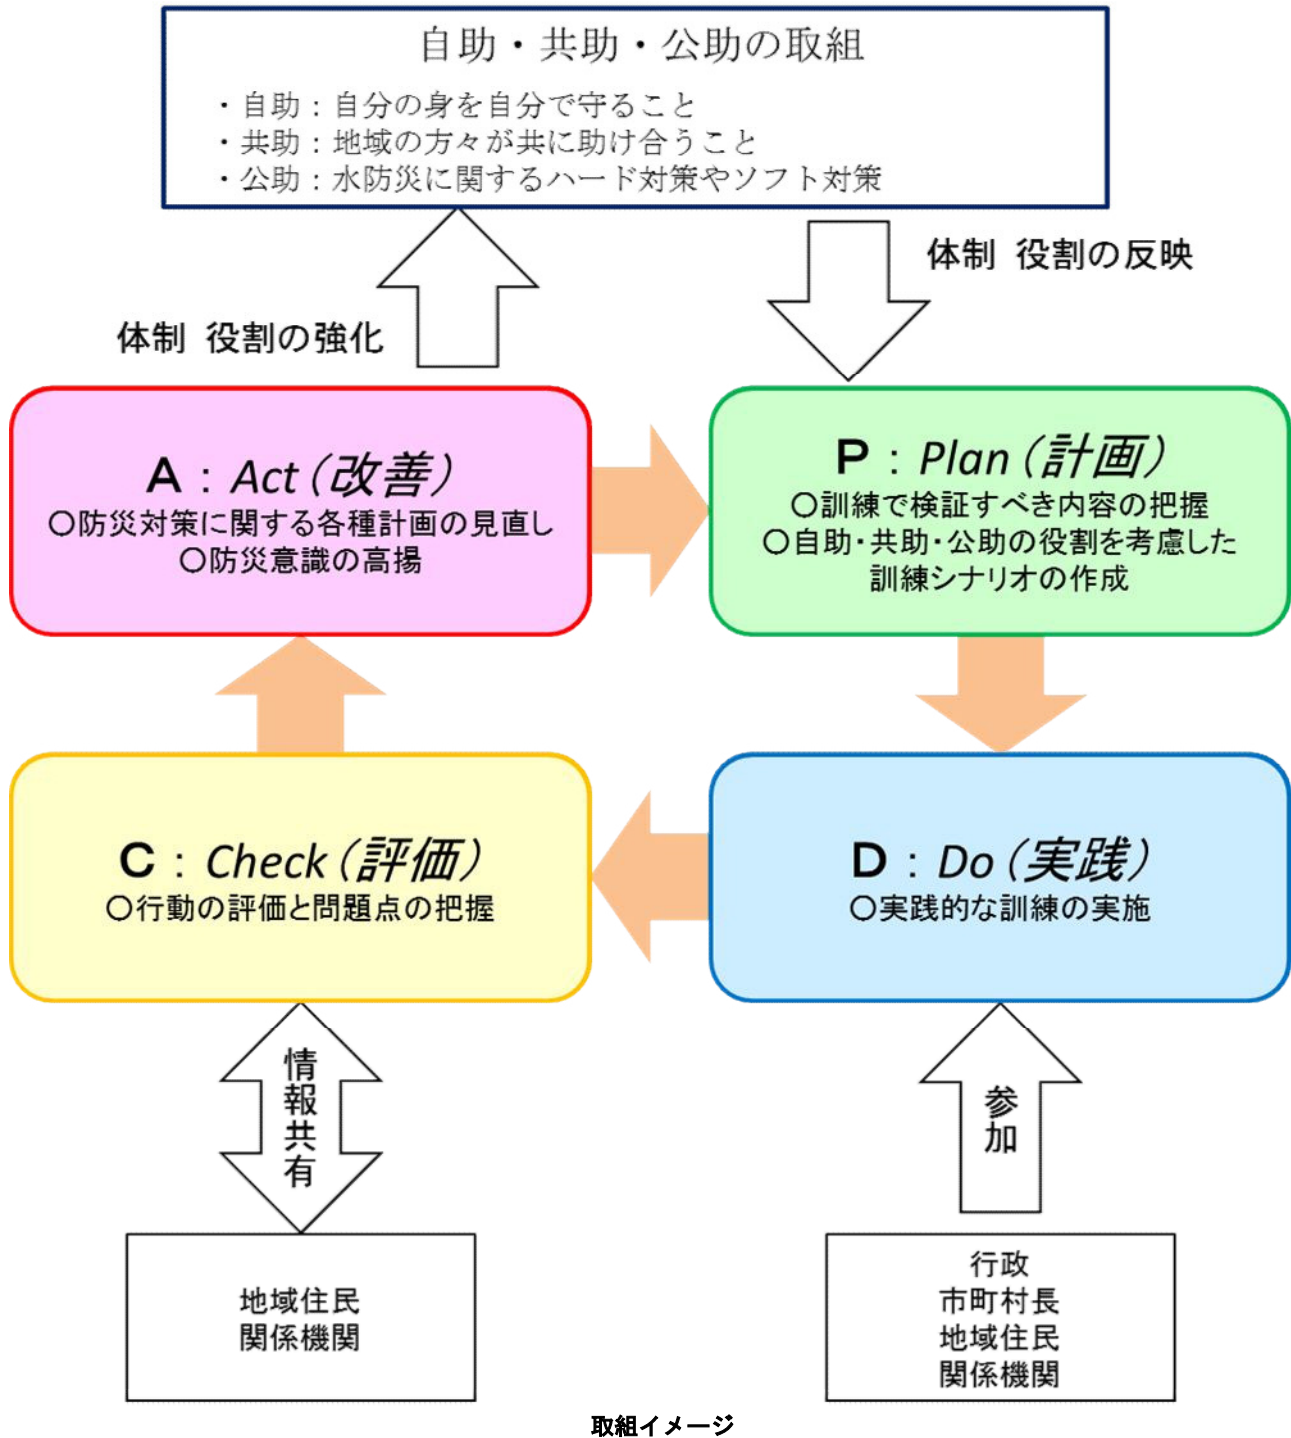 自助・共助・公助の取組
・自助：自分の身を自分で守ること
・共助：地域の方々が共に助け合うこと
・公助：水防災に関するハード対策やソフト対策
体制 役割の強化
体制 役割の反映
A：Act（改善）
○防災対策に関する各種計画の見直し
○防災意識の高揚
P：Plan（計画）
○訓練で検証すべき内容の把握
○自助・共助・公助の役割を考慮した
訓練シナリオの作成
C：Check（評価）
○行動の評価と問題点の把握
D：Do（実践）
○実践的な訓練の実施
情報共有
参加
地域住民
関係機関
行政
市町村長
地域住民
関係機関
取組イメージ